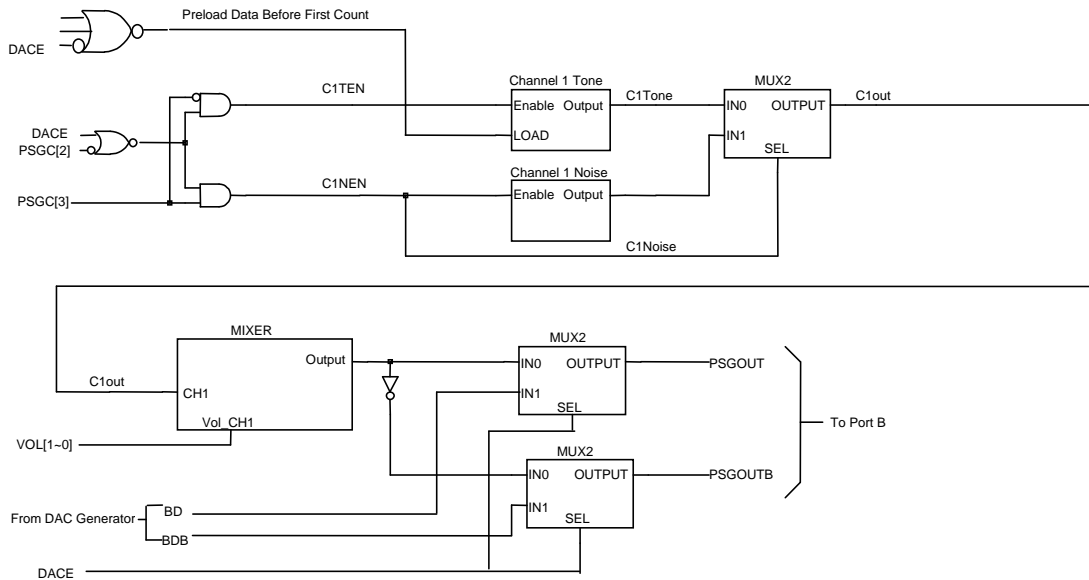 Preload Data Before First Count
DACE
C1TEN
Channel 1 Tone
Enable Output
LOAD
C1Tone
MUX2
IN0 OUTPUT
IN1
SEL
C1out
DACE
PSGC[2]
PSGC[3]
C1NEN
Channel 1 Noise
Enable Output
C1Noise
MIXER
Output
C1out
CH1
Vol_CH1
VOL[1~0]
MUX2
IN0 OUTPUT
IN1
SEL
PSGOUT
To Port B
MUX2
IN0 OUTPUT
IN1
SEL
PSGOUTB
From DAC Generator
BD
BDB
DACE